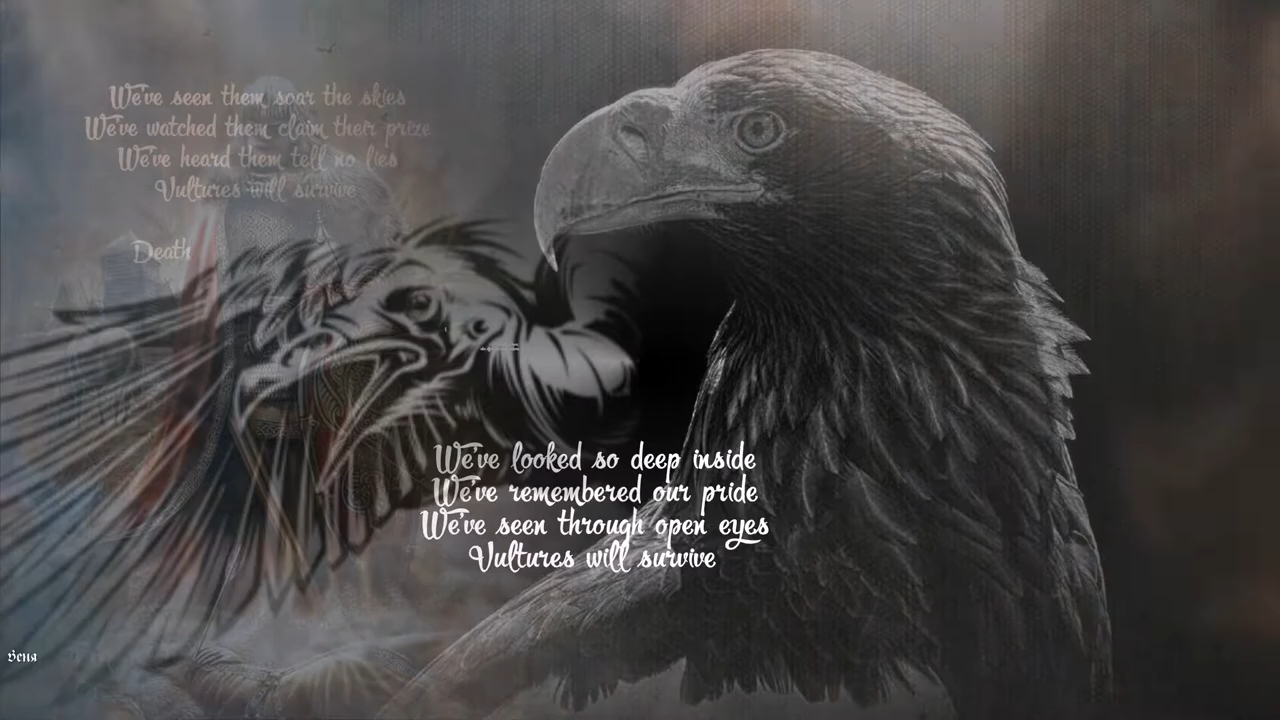 We've seen them soar the skies
We've watched them claim their prize
We've heard them tell no lies
Vultures will survive
Death
We've looked so deep inside
We've remembered our pride
We've seen through open eyes
Vultures will survive
Веня